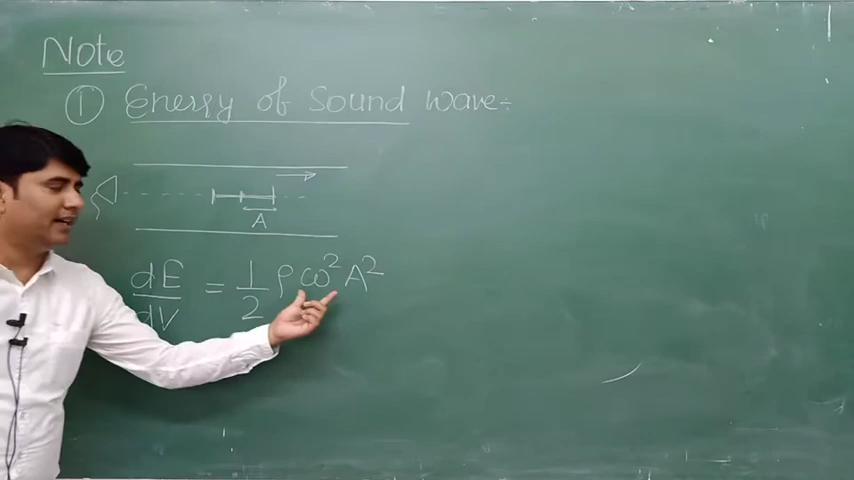 Note
① Energy of Sound Wave:
A
dE/dV = 1/2 ρω²A²